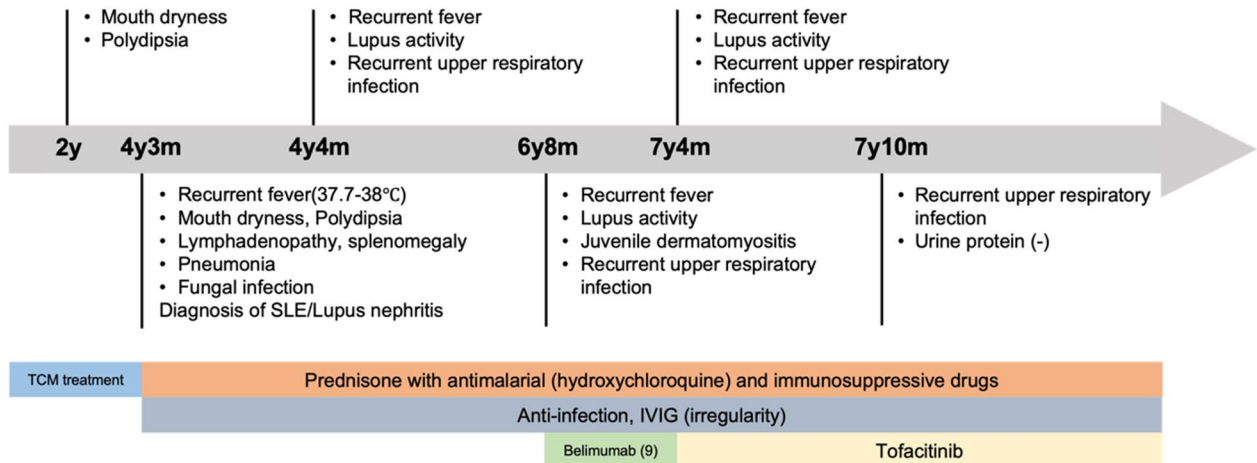 • Mouth dryness
• Polydipsia
• Recurrent fever
• Lupus activity
• Recurrent upper respiratory
infection
• Recurrent fever
• Lupus activity
• Recurrent upper respiratory
infection
2y 4y3m 4y4m 6y8m 7y4m 7y10m
• Recurrent fever(37.7-38℃)
• Mouth dryness, Polydipsia
• Lymphadenopathy, splenomegaly
• Pneumonia
• Fungal infection
Diagnosis of SLE/Lupus nephritis
• Recurrent fever
• Lupus activity
• Juvenile dermatomyositis
• Recurrent upper respiratory
infection
• Recurrent upper respiratory
infection
• Urine protein (-)
TCM treatment
Prednisone with antimalarial (hydroxychloroquine) and immunosuppressive drugs
Anti-infection, IVIG (irregularity)
Belimumab (9)
Tofacitinib